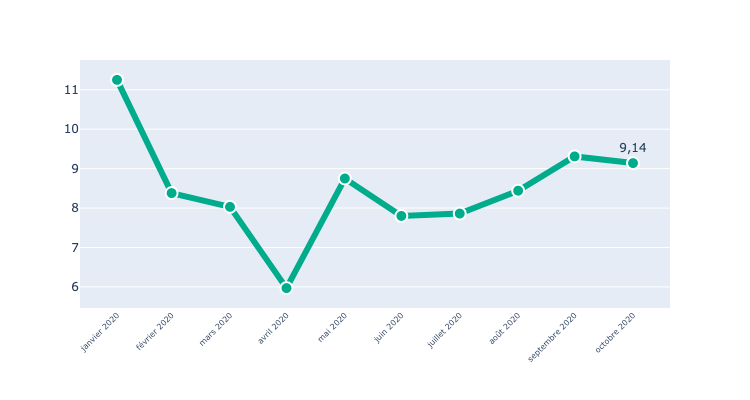 11
10
9
8
7
6
9,14
janvier 2020
février 2020
mars 2020
avril 2020
mai 2020
juin 2020
juillet 2020
août 2020
septembre 2020
octobre 2020